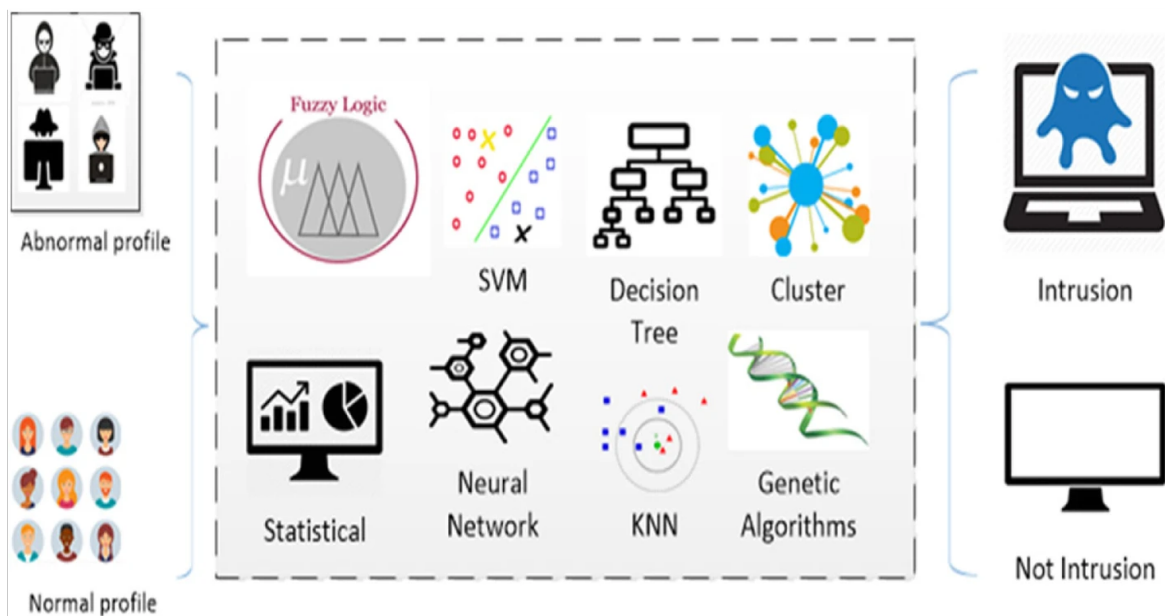 Abnormal profile
Normal profile
Fuzzy Logic
μ
SVM
Decision
Tree
Cluster
Statistical
Neural
Network
KNN
Genetic
Algorithms
Intrusion
Not Intrusion